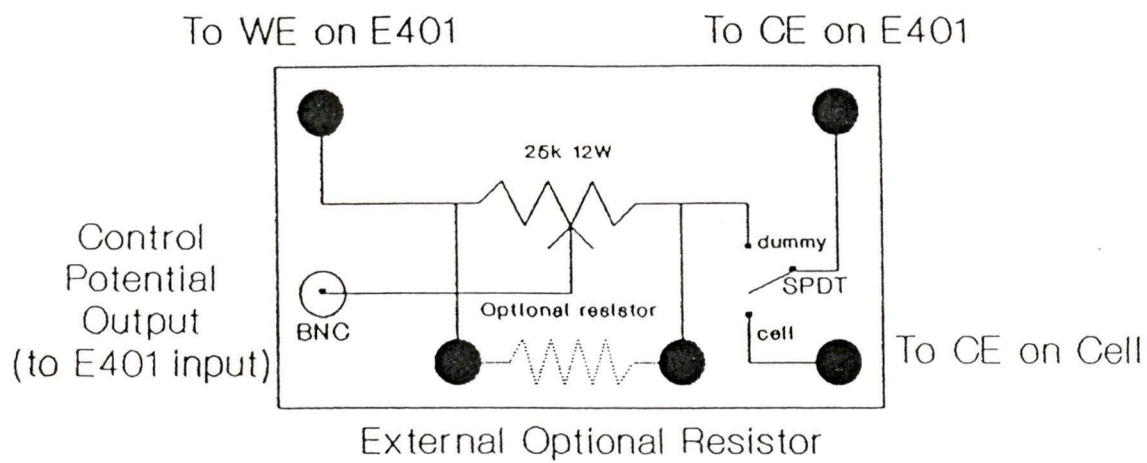 To WE on E401
To CE on E401
25k 12W
Control
Potential
Output
(to E401 input)
dummy
SPDT
BNC
Optional resistor
cell
To CE on Cell
External Optional Resistor